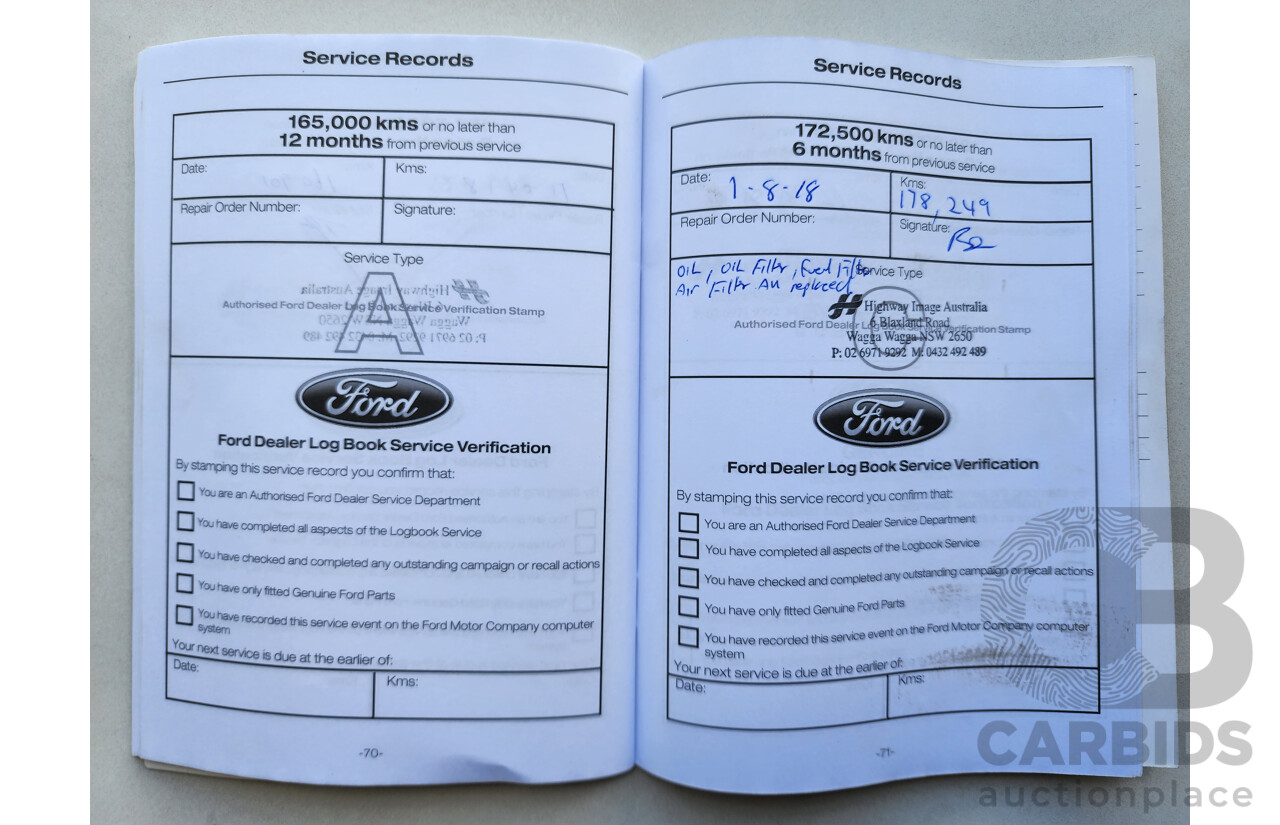 Service Records
165,000 kms or no later than
12 months from previous service
Date:
Kms:
Repair Order Number:
Signature:
Service Type
A
Authorised Ford Dealer Log Book Service Verification Stamp
Ford
Ford Dealer Log Book Service Verification
By stamping this service record you confirm that:
You are an Authorised Ford Dealer Service Department
You have completed all aspects of the Logbook Service
You have checked and completed any outstanding campaign or recall actions
You have only fitted Genuine Ford Parts
You have recorded this service event on the Ford Motor Company computer
system
Your next service is due at the earlier of:
Date:
Kms:
-70-
Service Records
172,500 kms or no later than
6 months from previous service
Date: 1-8-18
Kms:
178,249
Repair Order Number:
Signature:
OIL, OIL Filter, Fuel Filter
Service Type
Air Filter All replaced
C
Highway Image Australia
6 Blaxland Road
Authorised Ford Dealer Log Book Service Verification Stamp
Wagga Wagga NSW 2650
P: 02 6971 9292 M: 0432 492 489
Ford
Ford Dealer Log Book Service Verification
By stamping this service record you confirm that:
You are an Authorised Ford Dealer Service Department
You have completed all aspects of the Logbook Service
You have checked and completed any outstanding campaign or recall actions
You have only fitted Genuine Ford Parts
You have recorded this service event on the Ford Motor Company computer
system
Your next service is due at the earlier of:
Date:
Kms:
-71-
CB
CARBIDS
auctionplace